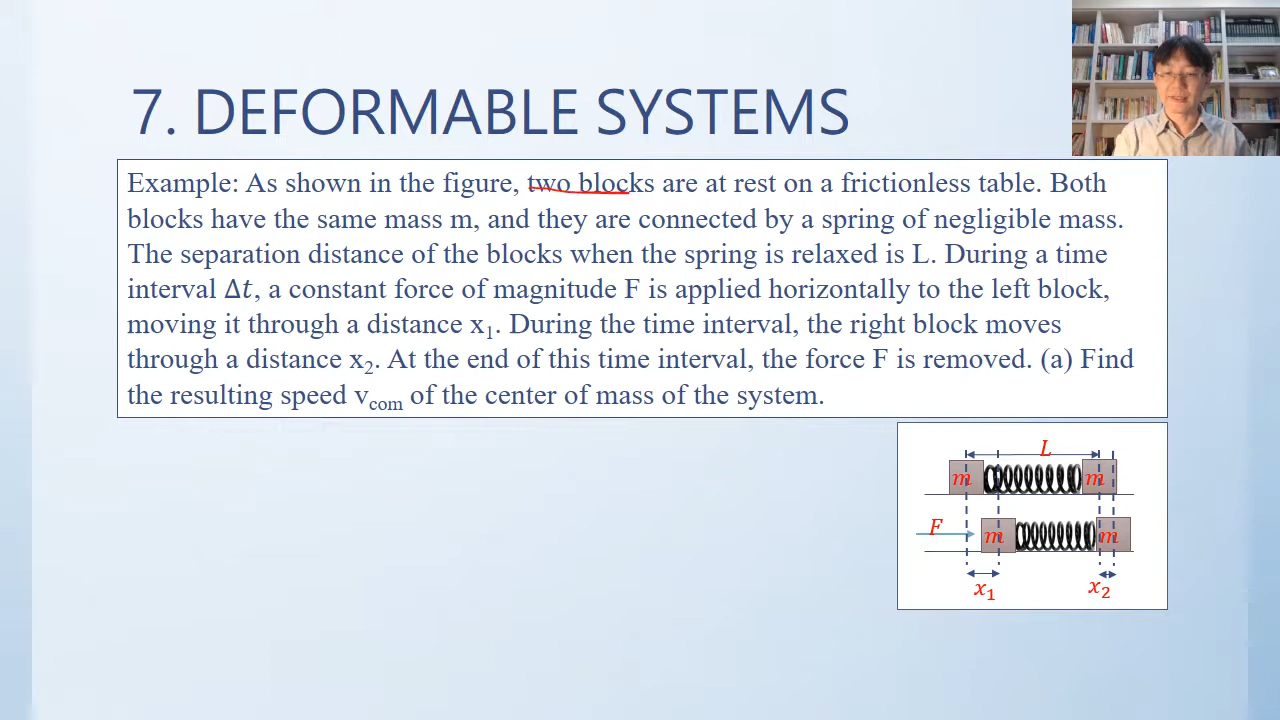 7. DEFORMABLE SYSTEMS
Example: As shown in the figure, two blocks are at rest on a frictionless table. Both
blocks have the same mass m, and they are connected by a spring of negligible mass.
The separation distance of the blocks when the spring is relaxed is L. During a time
interval Δt, a constant force of magnitude F is applied horizontally to the left block,
moving it through a distance x₁. During the time interval, the right block moves
through a distance x₂. At the end of this time interval, the force F is removed. (a) Find
the resulting speed v_com of the center of mass of the system.
L
m m
F
m m
x₁ x₂